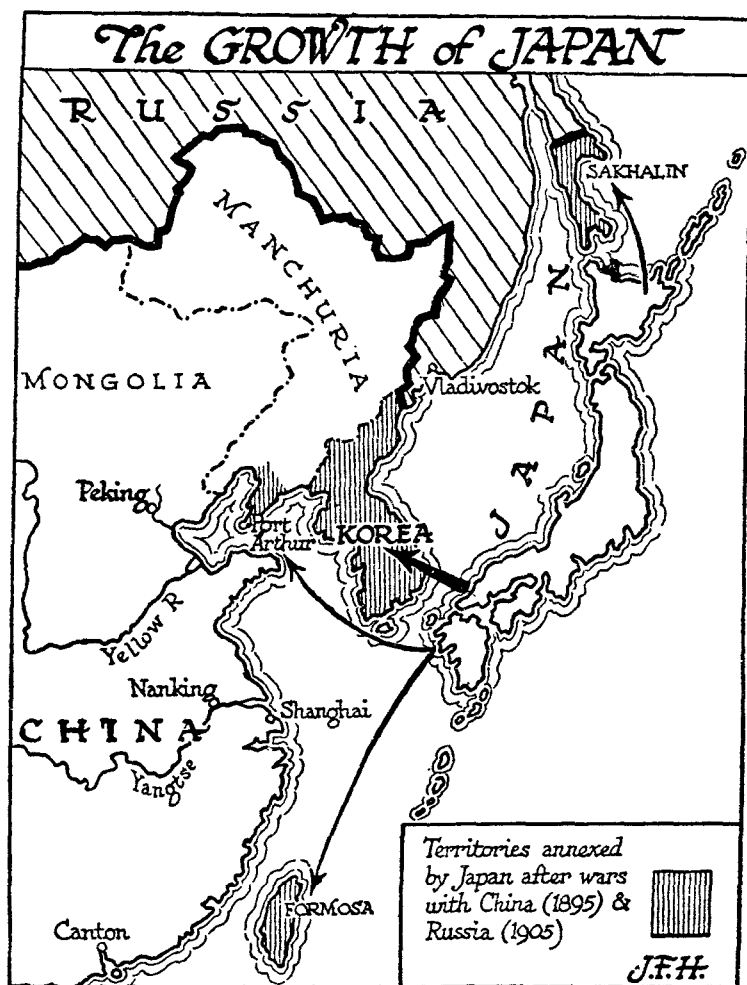 The GROWTH of JAPAN
RUSSIA
SAKHALIN
MANCHURIA
MONGOLIA
Vladivostok
JAPAN
Peking
Port
Arthur
KOREA
Yellow R
Nanking
Shanghai
CHINA
Yangtse
FORMOSA
Canton
Territories annexed
by Japan after wars
with China (1895) &
Russia (1905)
J.F.H.